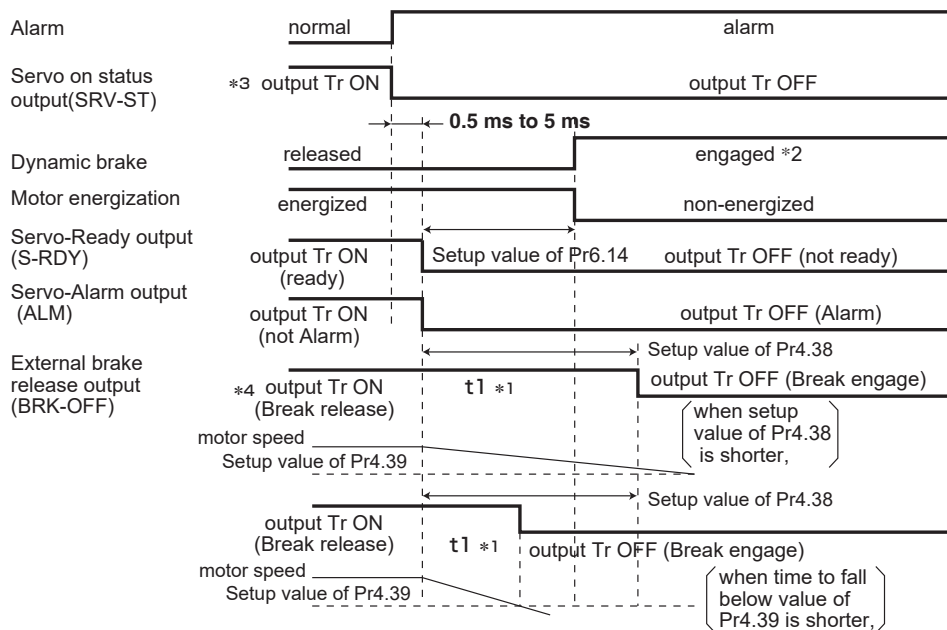 Alarm
normal
alarm
Servo on status
output(SRV-ST)
*3 output Tr ON
output Tr OFF
0.5 ms to 5 ms
Dynamic brake
released
engaged *2
Motor energization
energized
non-energized
Servo-Ready output
(S-RDY)
output Tr ON
(ready)
Setup value of Pr6.14
output Tr OFF (not ready)
Servo-Alarm output
(ALM)
output Tr ON
(not Alarm)
output Tr OFF (Alarm)
Setup value of Pr4.38
External brake
release output
(BRK-OFF)
*4 output Tr ON
(Break release)
t1 *1
output Tr OFF (Break engage)
when setup
value of Pr4.38
is shorter,
motor speed
Setup value of Pr4.39
Setup value of Pr4.38
output Tr ON
(Break release)
t1 *1
output Tr OFF (Break engage)
motor speed
Setup value of Pr4.39
when time to fall
below value of
Pr4.39 is shorter,